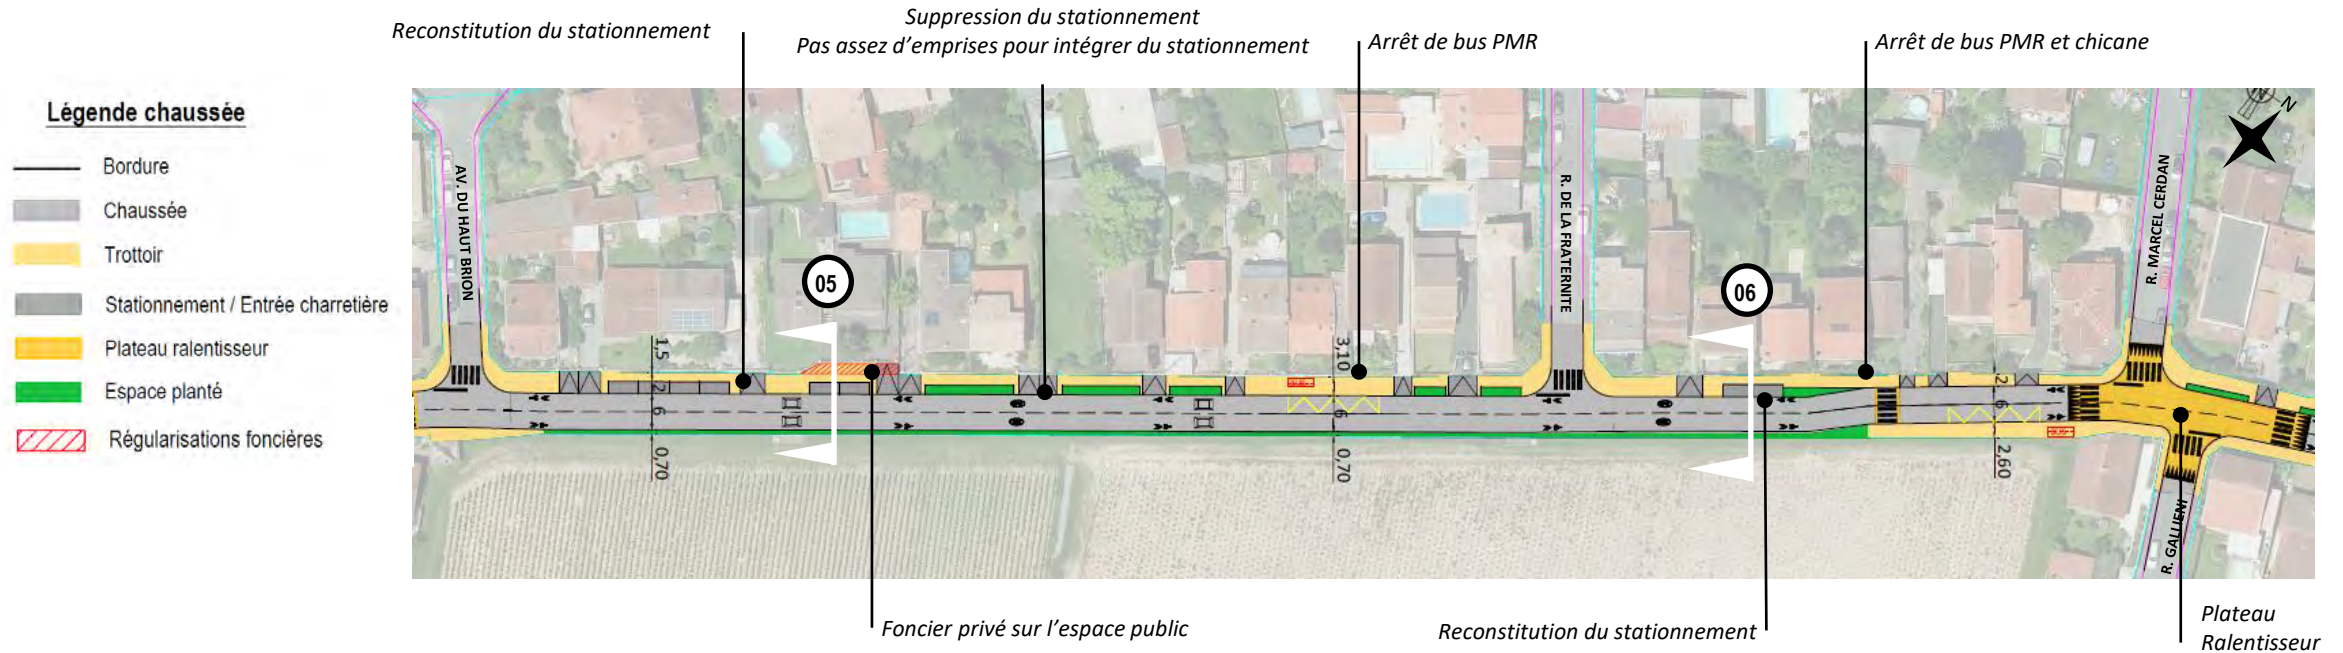 Reconstitution du stationnement
Suppression du stationnement
Pas assez d’emprises pour intégrer du stationnement
Arrêt de bus PMR
Arrêt de bus PMR et chicane
Légende chaussée
Bordure
Chaussée
Trottoir
Stationnement / Entrée charretière
Plateau ralentisseur
Espace planté
Régularisations foncières
AV. DU HAUT BRION
R. DE LA FRATERNITE
R. MARCEL CERDAN
R. GALLIENI
N
N
05
06
1,5
2
6
0,70
3,10
6
0,70
2
6
2,60
BUS
BUS
Foncier privé sur l’espace public
Reconstitution du stationnement
Plateau
Ralentisseur